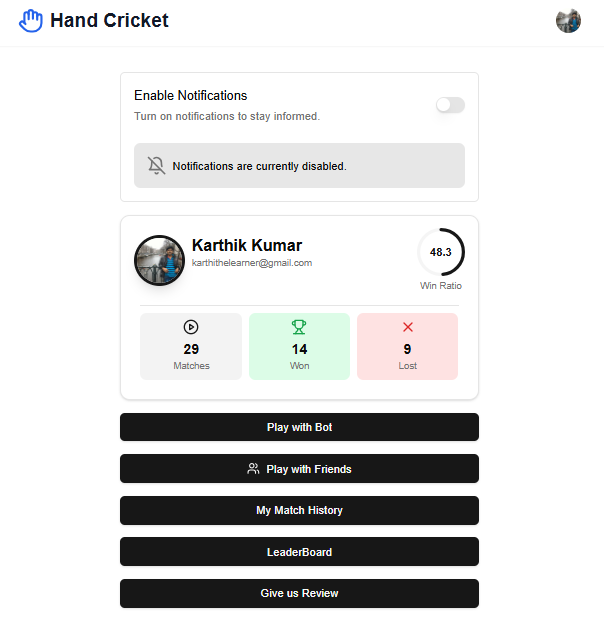 Hand Cricket
Enable Notifications
Turn on notifications to stay informed.
Notifications are currently disabled.
Karthik Kumar
karthithelearner@gmail.com
48.3
Win Ratio
29
Matches
14
Won
9
Lost
Play with Bot
Play with Friends
My Match History
LeaderBoard
Give us Review